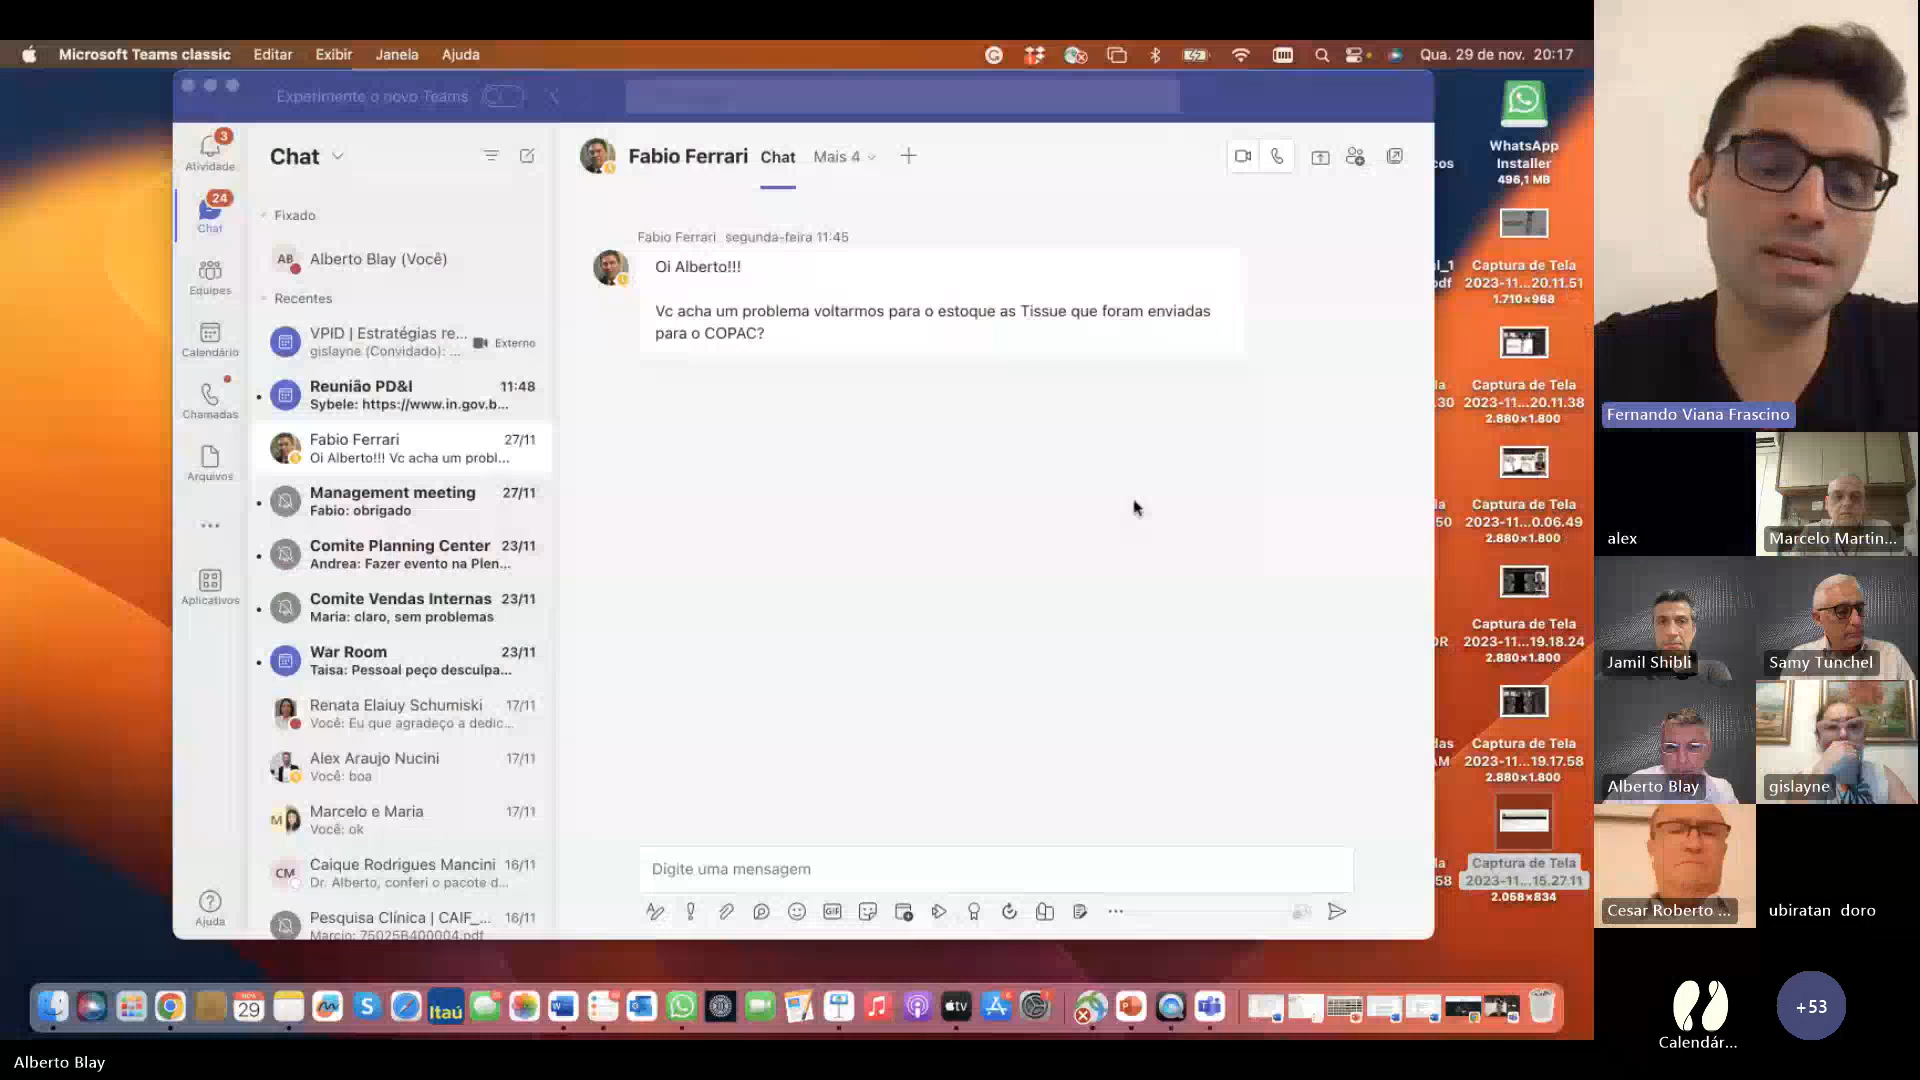 Microsoft Teams classic Editar Exibir Janela Ajuda
Qua. 29 de nov. 20:17
Experimente o novo Teams
Atividade
3
Chat
24
Equipes
Calendário
Chamadas
Arquivos
Aplicativos
Ajuda
Chat
Fixado
AB Alberto Blay (Você)
Recentes
VPID | Estratégias re...
gislayne (Convidado): ... Externo
Reunião PD&I 11:48
Sybele: https://www.in.gov.b...
Fabio Ferrari 27/11
Oi Alberto!!! Vc acha um probl...
Management meeting 27/11
Fabio: obrigado
Comite Planning Center 23/11
Andrea: Fazer evento na Plen...
Comite Vendas Internas 23/11
Maria: claro, sem problemas
War Room 23/11
Taisa: Pessoal peço desculpa...
Renata Elaiuy Schumiski 17/11
Você: Eu que agradeço a dedic...
Alex Araujo Nucini 17/11
Você: boa
M Marcelo e Maria 17/11
Você: ok
CM Caique Rodrigues Mancini 16/11
Dr. Alberto, conferi o pacote d...
Pesquisa Clínica | CAIF_... 16/11
Marcio: 75025B400004.pdf
Fabio Ferrari Chat Mais 4
Fabio Ferrari segunda-feira 11:45
Oi Alberto!!!
Vc acha um problema voltarmos para o estoque as Tissue que foram enviadas
para o COPAC?
Digite uma mensagem
GIF
WhatsApp
Installer
496,1 MB
cos
Captura de Tela
2023-11...20.11.51
1.710×968
Captura de Tela
2023-11...20.11.38
2.880×1.800
Captura de Tela
2023-11...0.06.49
2.880×1.800
Captura de Tela
2023-11...19.18.24
2.880×1.800
Captura de Tela
2023-11...19.17.58
2.880×1.800
Captura de Tela
2023-11...15.27.11
2.058×834
29
Itaú
tv
Fernando Viana Frascino
alex
Marcelo Martin...
Jamil Shibli
Samy Tunchel
Alberto Blay
gislayne
Cesar Roberto ...
ubiratan doro
Calendár...
+53
Alberto Blay